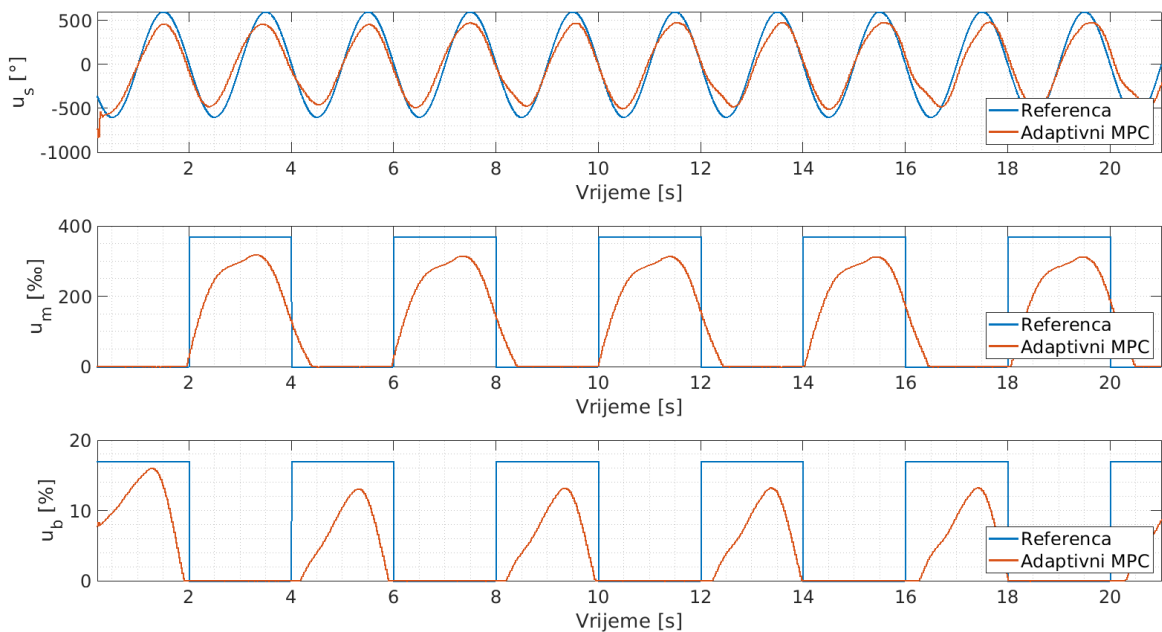 500
0
-500
-1000
u_s [°]
2 4 6 8 10 12 14 16 18 20
Vrijeme [s]
Referenca
Adaptivni MPC
400
200
0
u_m [‰]
2 4 6 8 10 12 14 16 18 20
Vrijeme [s]
Referenca
Adaptivni MPC
20
10
0
u_b [%]
2 4 6 8 10 12 14 16 18 20
Vrijeme [s]
Referenca
Adaptivni MPC